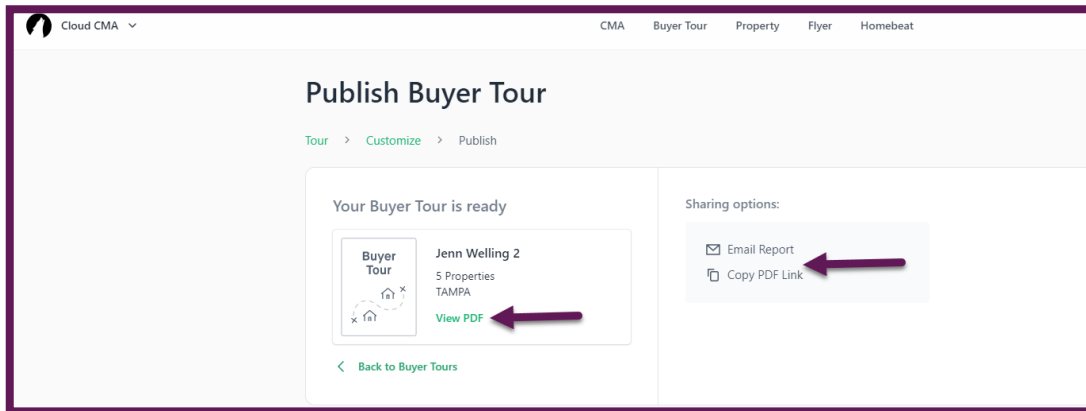 Cloud CMA
CMA Buyer Tour Property Flyer Homebeat
Publish Buyer Tour
Tour > Customize > Publish
Your Buyer Tour is ready
Buyer
Tour
Jenn Welling 2
5 Properties
TAMPA
View PDF
Back to Buyer Tours
Sharing options:
Email Report
Copy PDF Link